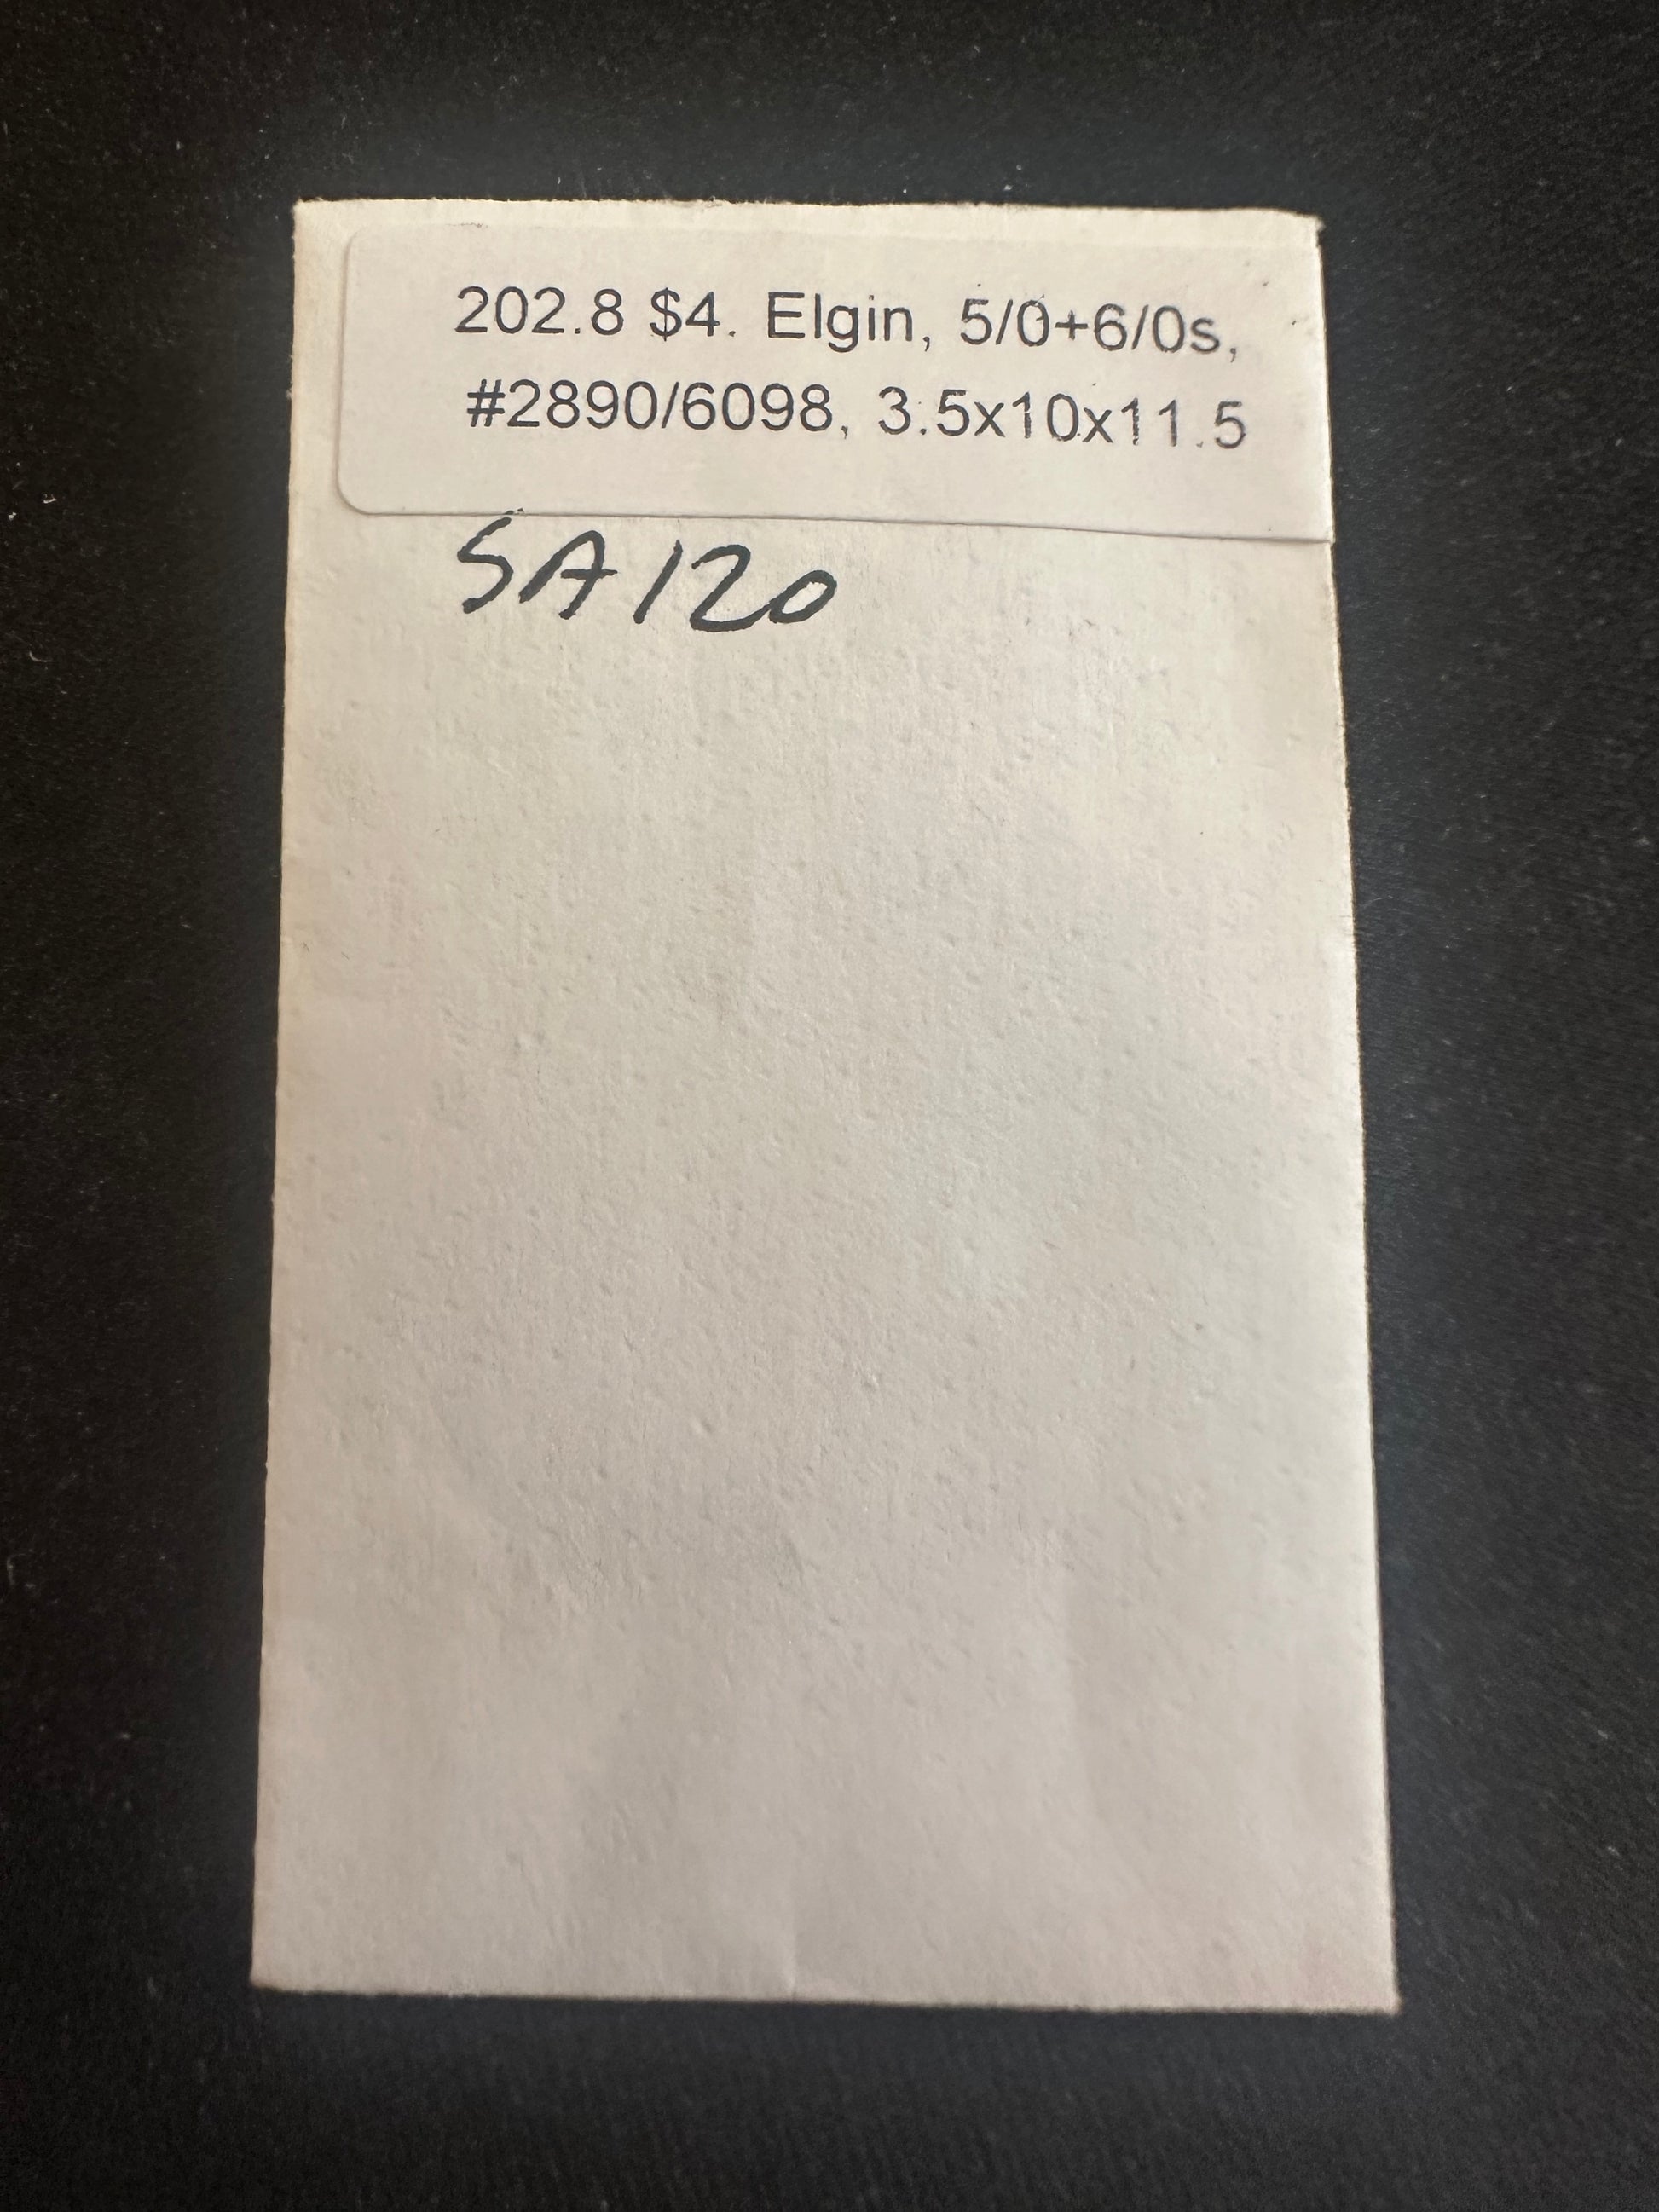 202.8 $4. Elgin, 5/0+6/0s,
#2890/6098, 3.5x10x11.5
SA120